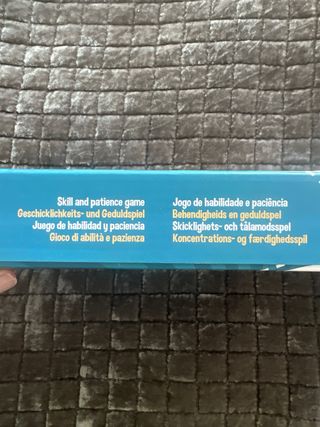 Skill and patience game
Geschicklichkeits- und Geduldspiel
Juego de habilidad y paciencia
Gioco di abilità e pazienza
Jogo de habilidade e paciência
Behendigheids en geduldspel
Skicklighets- och tålamodsspel
Koncentrations- og færdighedsspil